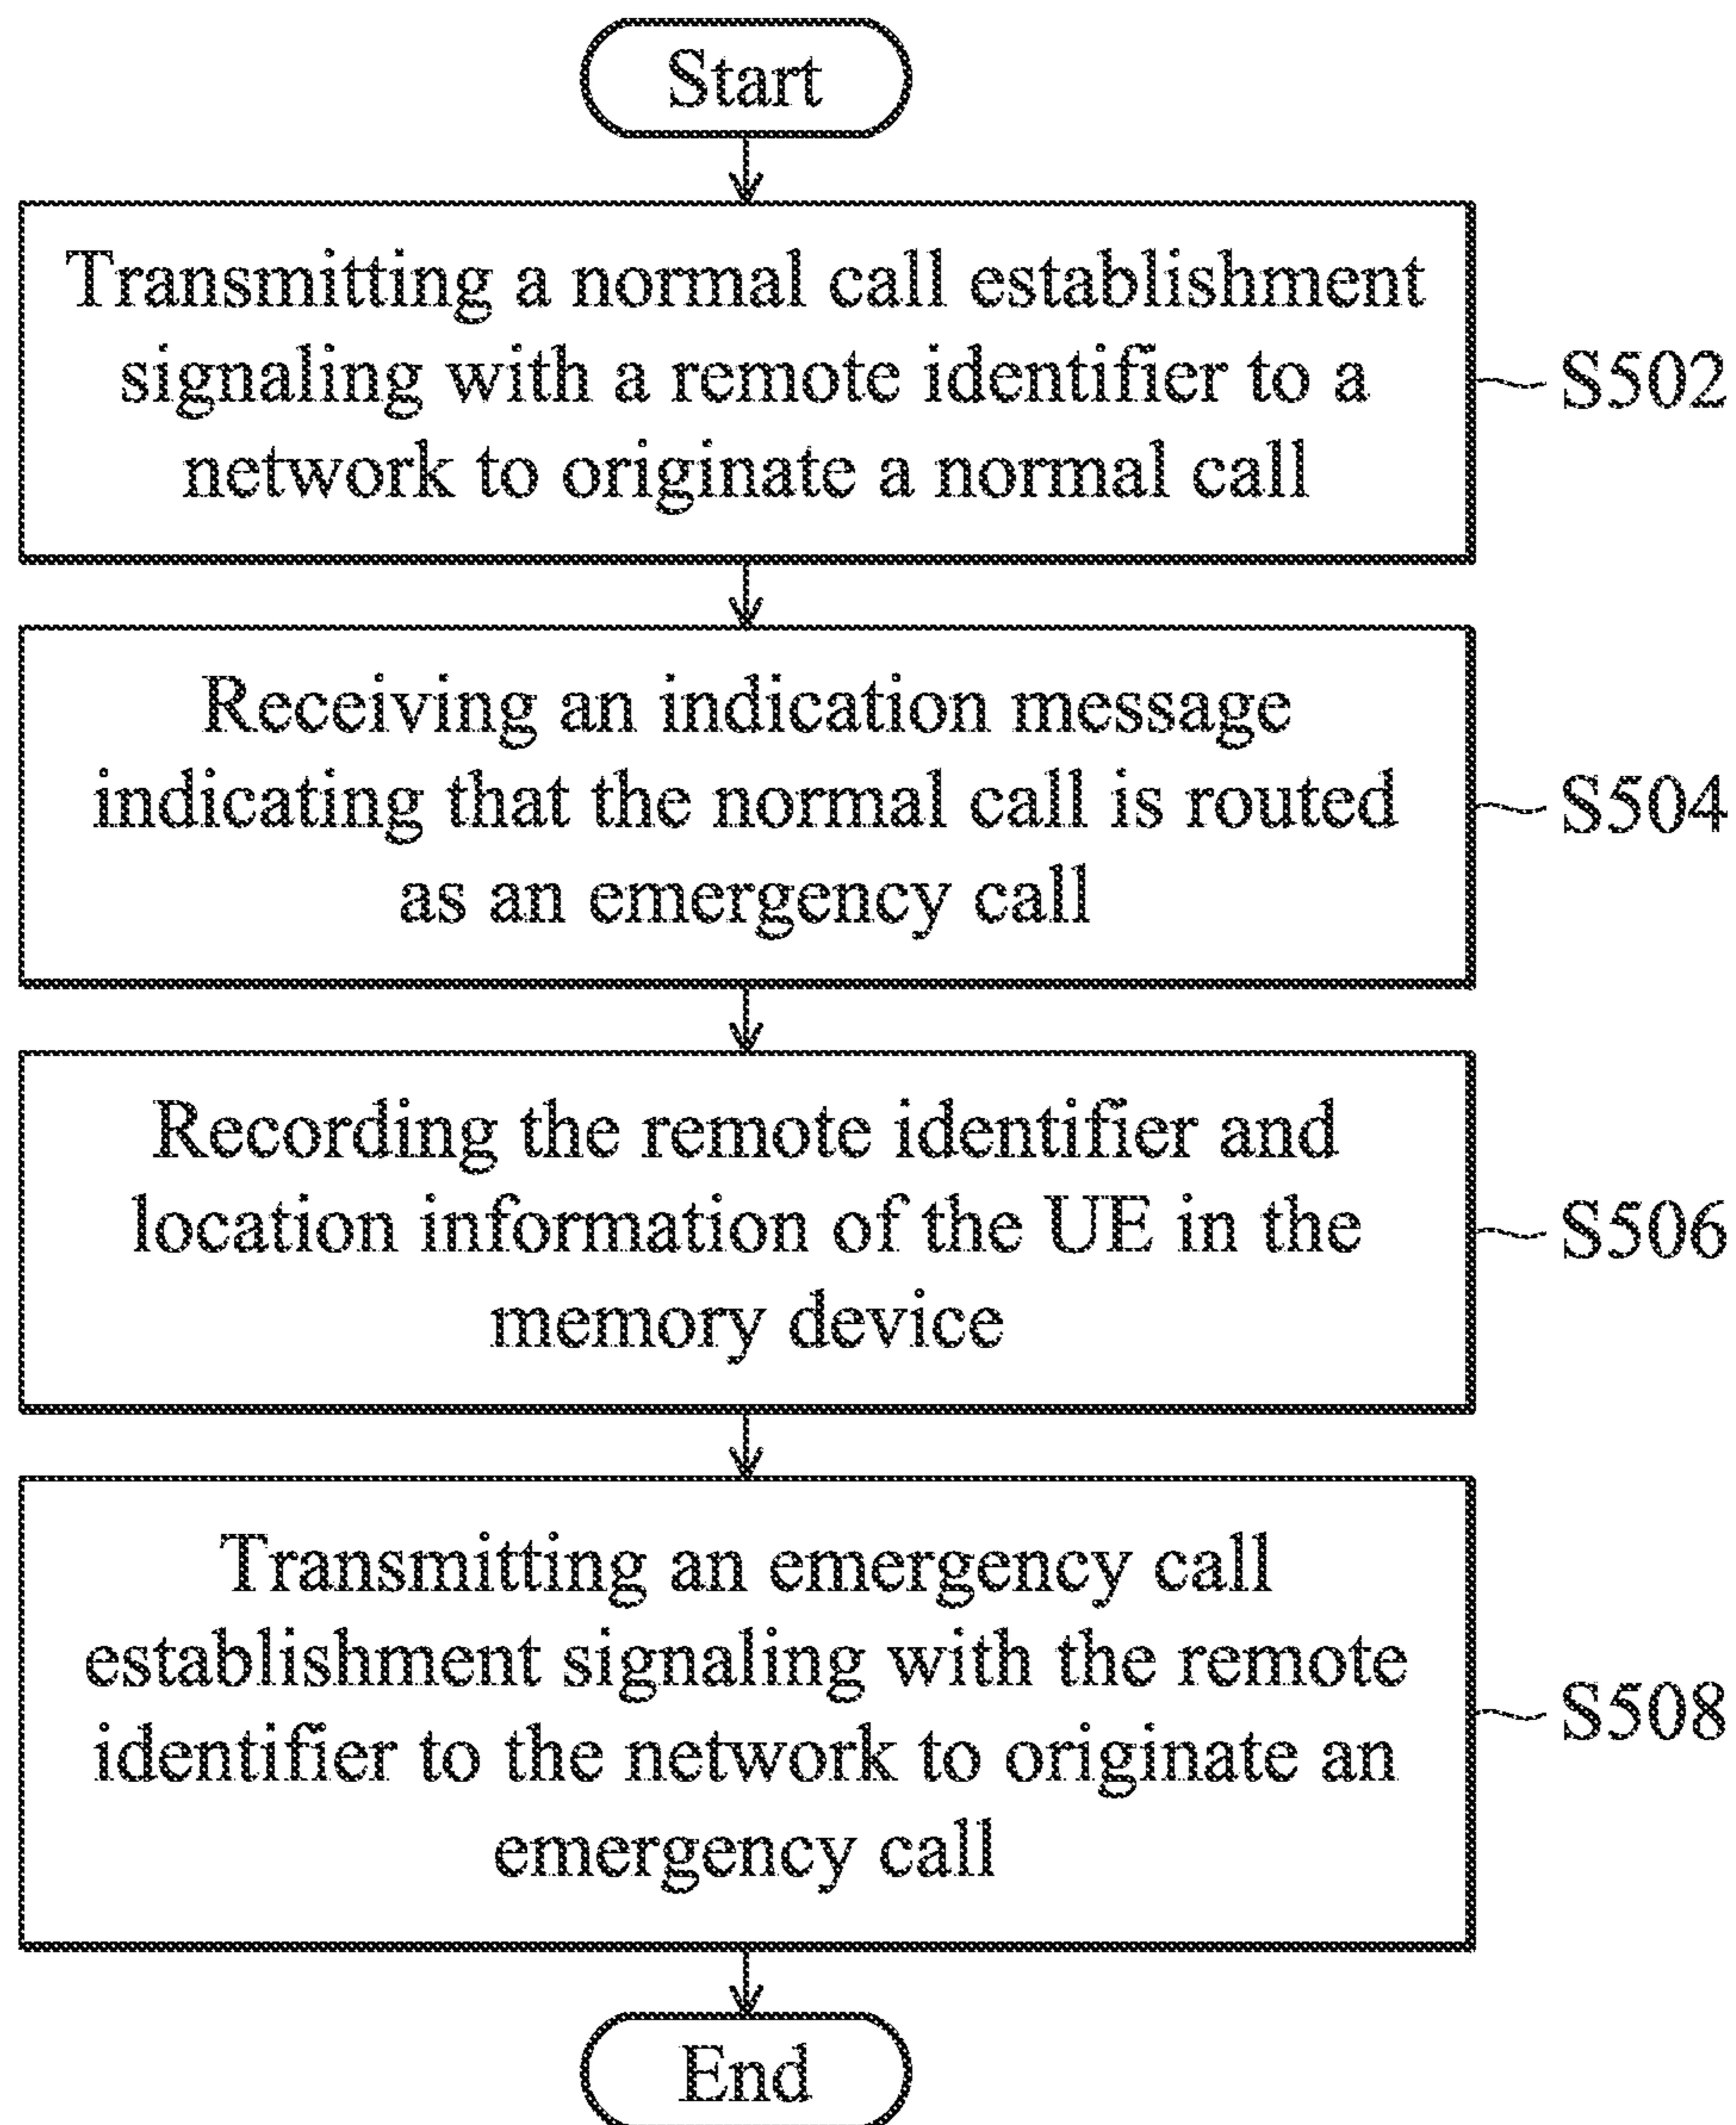 Start
Transmitting a normal call establishment
signaling with a remote identifier to a
network to originate a normal call
S502
Receiving an indication message
indicating that the normal call is routed
as an emergency call
S504
Recording the remote identifier and
location information of the UE in the
memory device
S506
Transmitting an emergency call
establishment signaling with the remote
identifier to the network to originate an
emergency call
S508
End